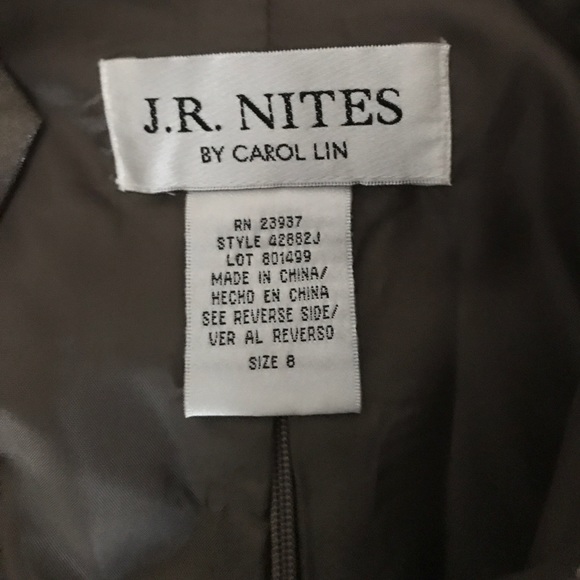 J.R. NITES
BY CAROL LIN
RN 23937
STYLE 42882J
LOT 801499
MADE IN CHINA/
HECHO EN CHINA
SEE REVERSE SIDE/
VER AL REVERSO
SIZE 8